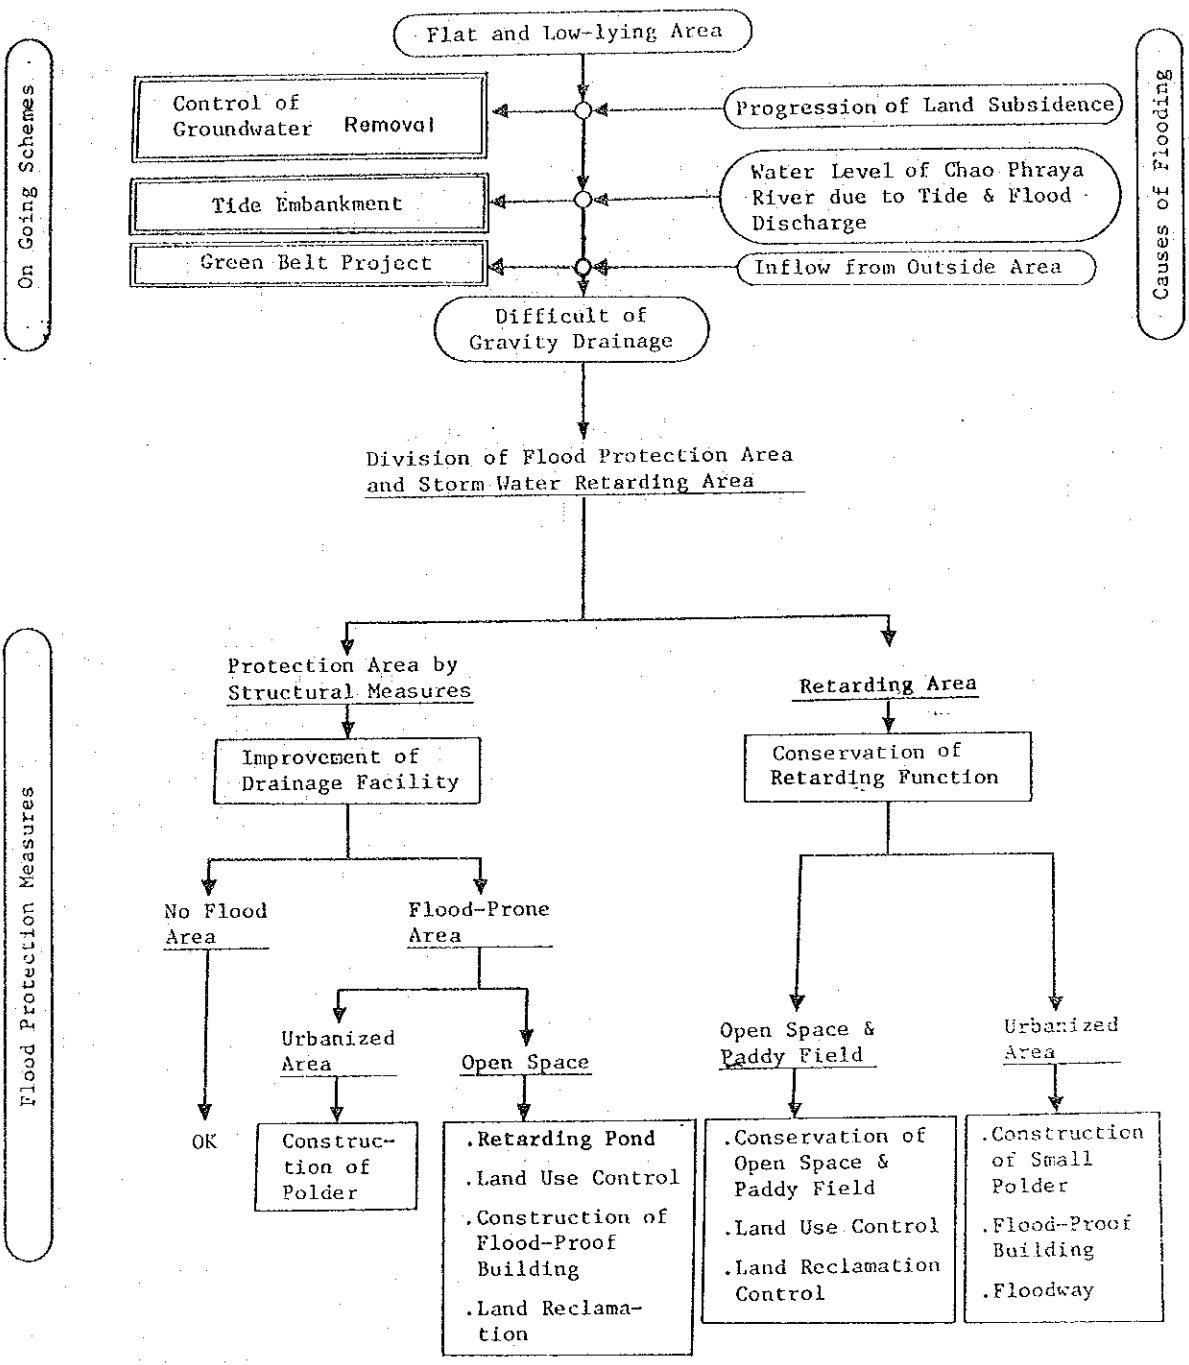 Flat and Low-lying Area
On Going Schemes
Causes of Flooding
Control of
Groundwater Removal
Progression of Land Subsidence
Tide Embankment
Water Level of Chao Phraya
River due to Tide & Flood
Discharge
Green Belt Project
Inflow from Outside Area
Difficult of
Gravity Drainage
Division of Flood Protection Area
and Storm Water Retarding Area
Flood Protection Measures
Protection Area by
Structural Measures
Retarding Area
Improvement of
Drainage Facility
Conservation of
Retarding Function
No Flood
Area
Flood-Prone
Area
Urbanized
Area
Open Space
Open Space &
Paddy Field
Urbanized
Area
OK
Construc-
tion of
Polder
.Retarding Pond
.Land Use Control
.Construction of
Flood-Proof
Building
.Land Reclama-
tion
.Conservation of
Open Space &
Paddy Field
.Land Use Control
.Land Reclamation
Control
.Construction
of Small
Polder
.Flood-Proof
Building
.Floodway